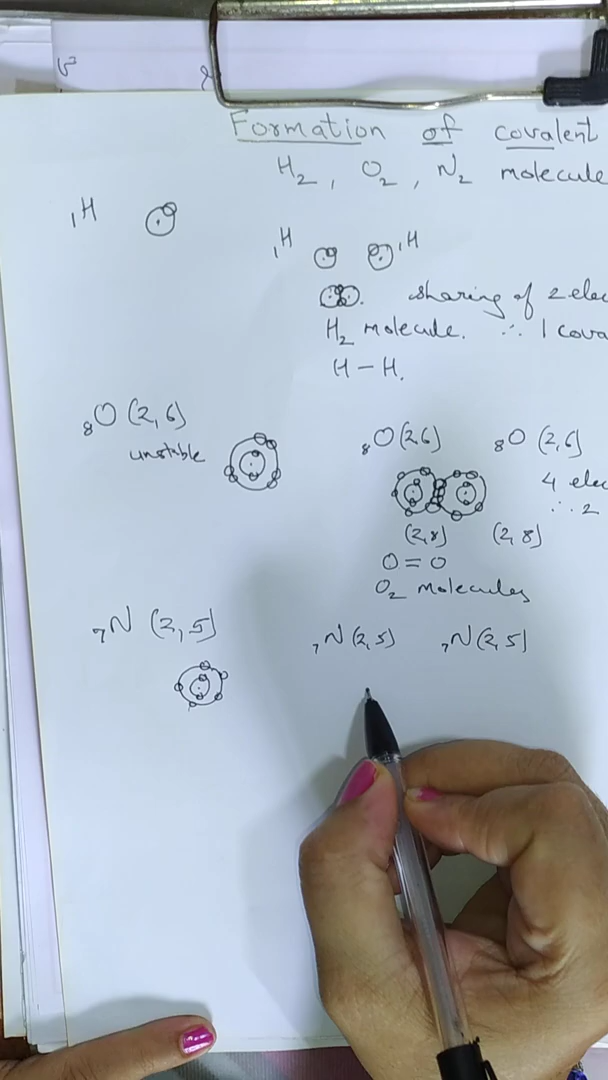 Formation of covalent
H₂, O₂, N₂ molecule
₁H
₁H ₁H
sharing of 2 elec
H₂ molecule. ∴ 1 cova
H – H.
₈O (2,6)
unstable
₈O (2,6) ₈O (2,6)
4 elec
∴ 2
(2,8) (2,8)
O = O
O₂ molecules
₇N (2,5)
₇N (2,5) ₇N (2,5)